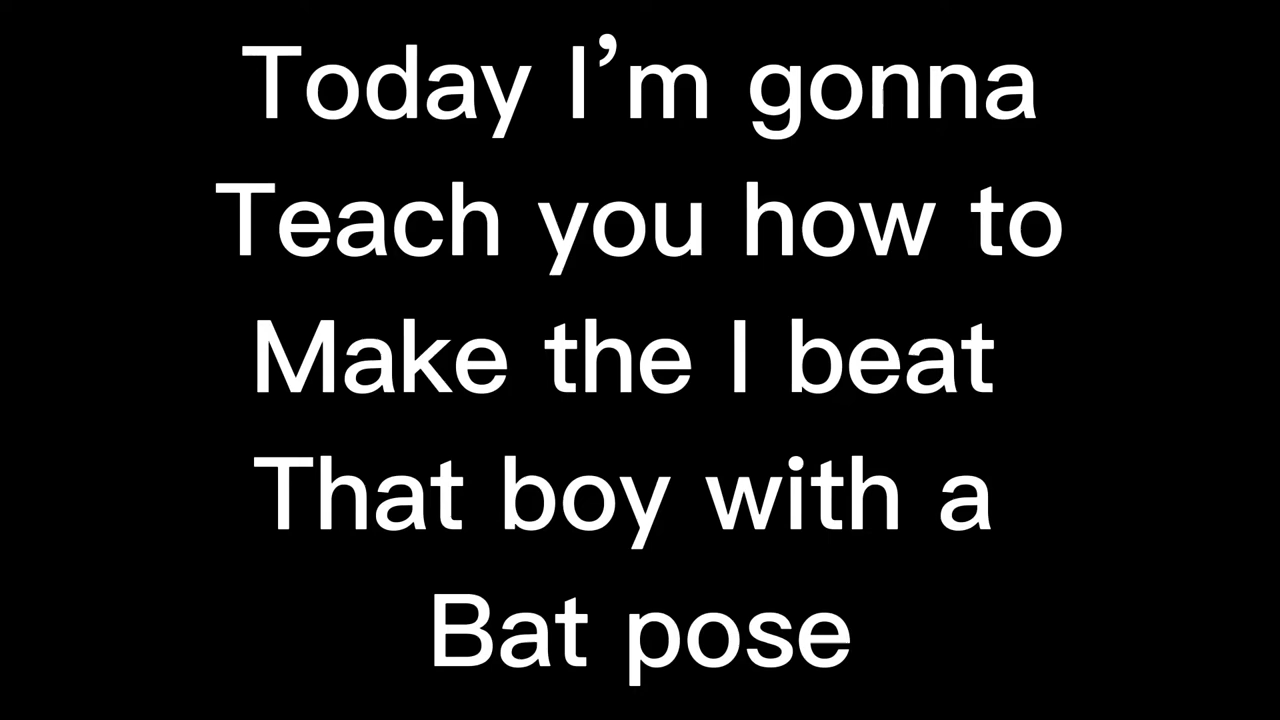 Today I’m gonna
Teach you how to
Make the I beat
That boy with a
Bat pose